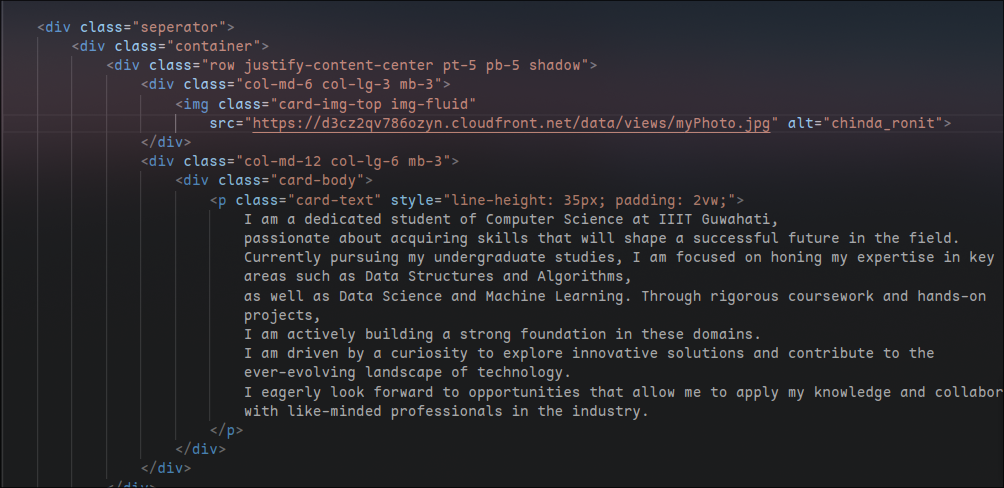 <div class="seperator">
<div class="container">
<div class="row justify-content-center pt-5 pb-5 shadow">
<div class="col-md-6 col-lg-3 mb-3">
<img class="card-img-top img-fluid"
src="https://d3cz2qv786ozyn.cloudfront.net/data/views/myPhoto.jpg" alt="chinda_ronit">
</div>
<div class="col-md-12 col-lg-6 mb-3">
<div class="card-body">
<p class="card-text" style="line-height: 35px; padding: 2vw;">
I am a dedicated student of Computer Science at IIIT Guwahati,
passionate about acquiring skills that will shape a successful future in the field.
Currently pursuing my undergraduate studies, I am focused on honing my expertise in key
areas such as Data Structures and Algorithms,
as well as Data Science and Machine Learning. Through rigorous coursework and hands-on
projects,
I am actively building a strong foundation in these domains.
I am driven by a curiosity to explore innovative solutions and contribute to the
ever-evolving landscape of technology.
I eagerly look forward to opportunities that allow me to apply my knowledge and collabor
with like-minded professionals in the industry.
</p>
</div>
</div>
</div>